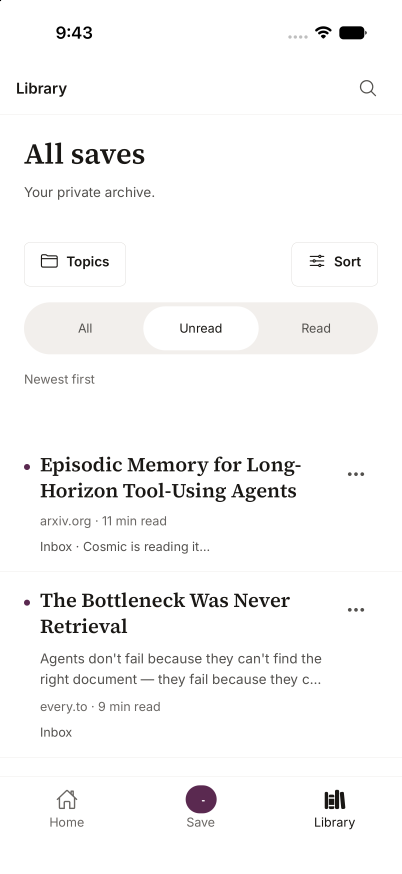 9:43
Library
All saves
Your private archive.
Topics
Sort
All
Unread
Read
Newest first
Episodic Memory for Long-
Horizon Tool-Using Agents
arxiv.org · 11 min read
Inbox · Cosmic is reading it...
The Bottleneck Was Never
Retrieval
Agents don't fail because they can't find the
right document — they fail because they c...
every.to · 9 min read
Inbox
Home
Save
Library